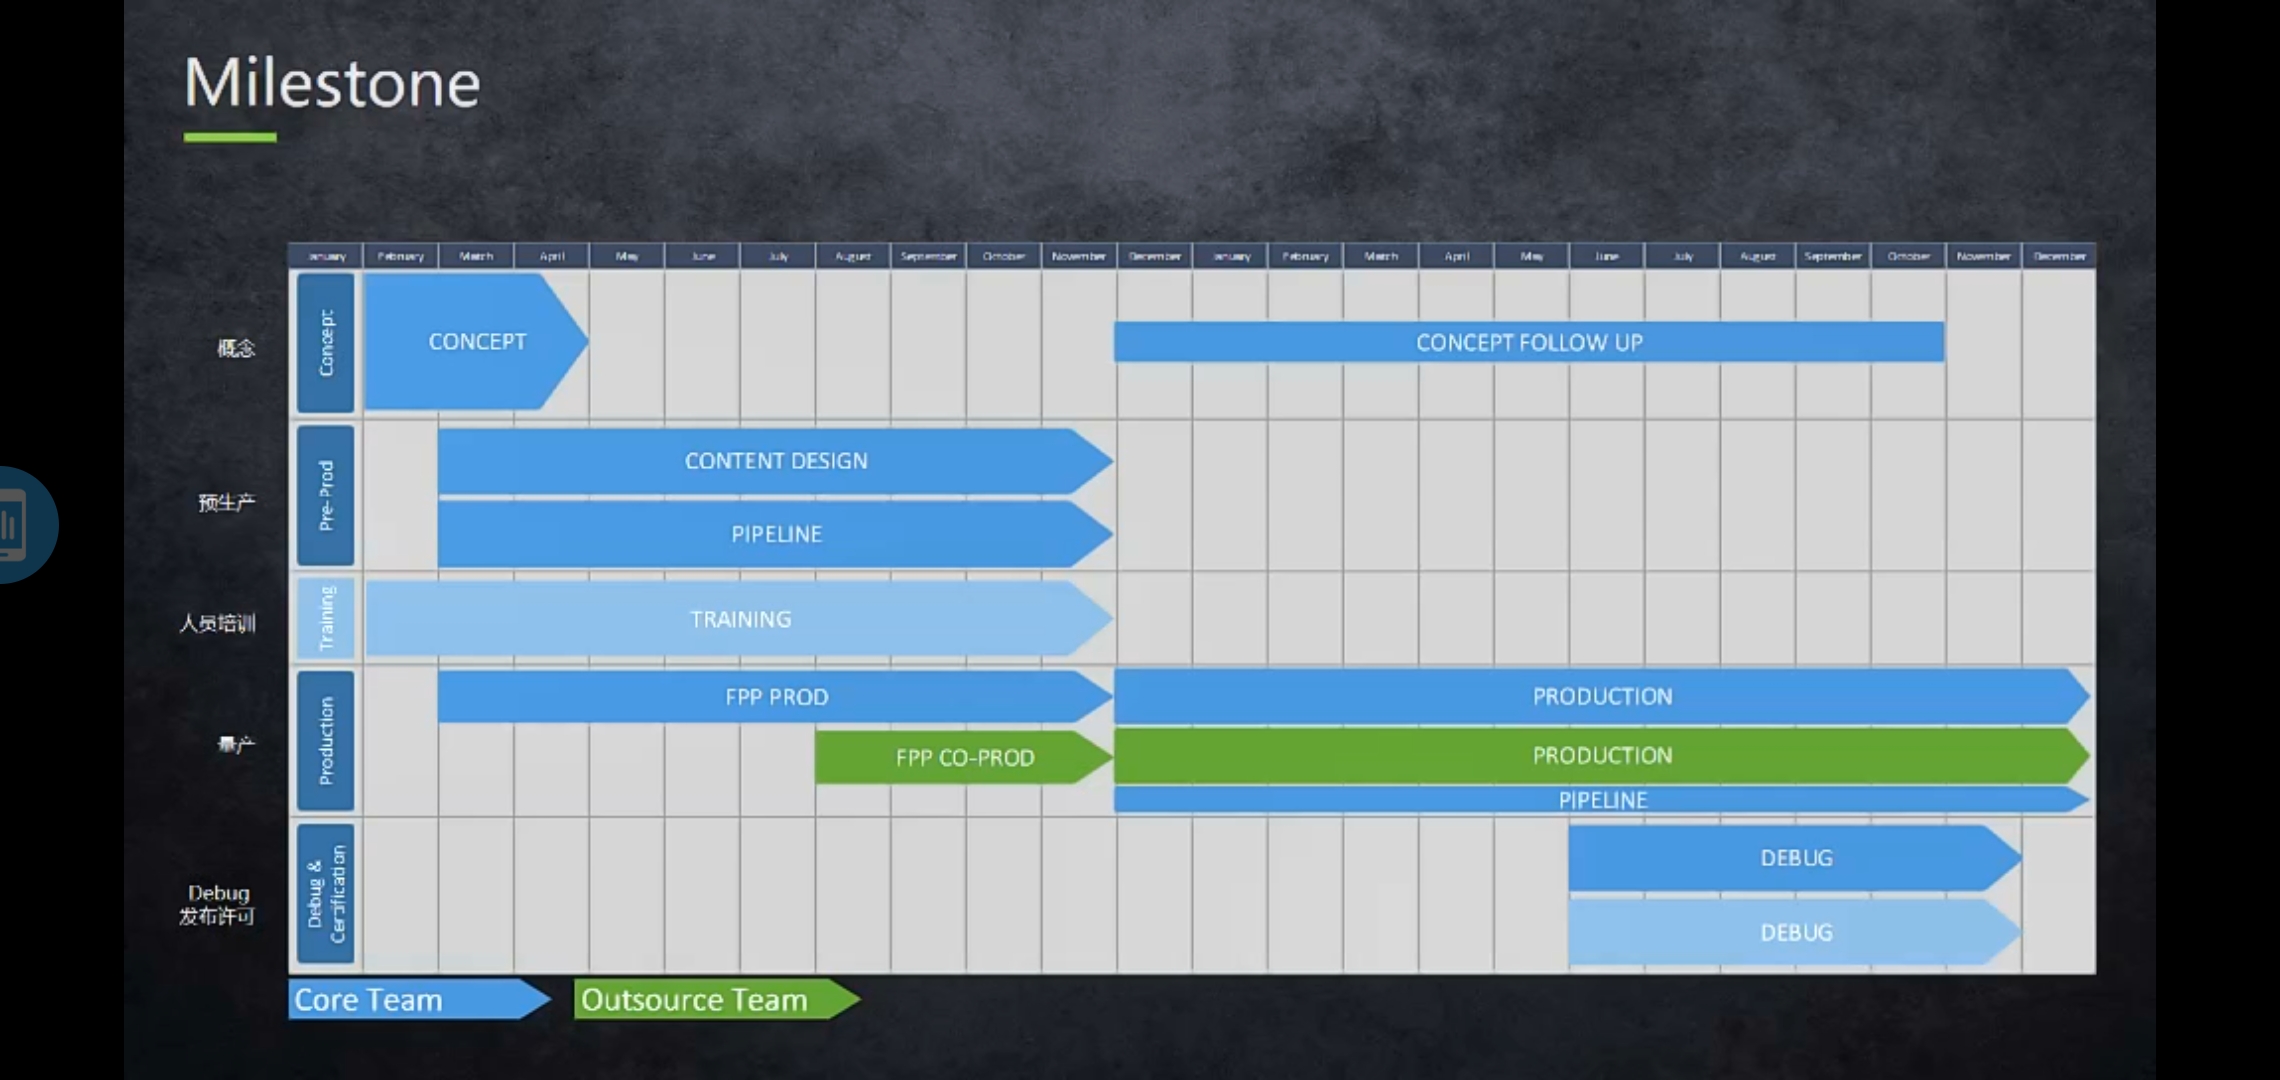 Milestone
January February March April May June July August September October November December January February March April May June July August September October November December
概念
Concept
CONCEPT
CONCEPT FOLLOW UP
预生产
Pre-Prod
CONTENT DESIGN
PIPELINE
人员培训
Training
TRAINING
量产
Production
FPP PROD
PRODUCTION
FPP CO-PROD
PRODUCTION
PIPELINE
Debug
发布许可
Debug &
Certification
DEBUG
DEBUG
Core Team
Outsource Team